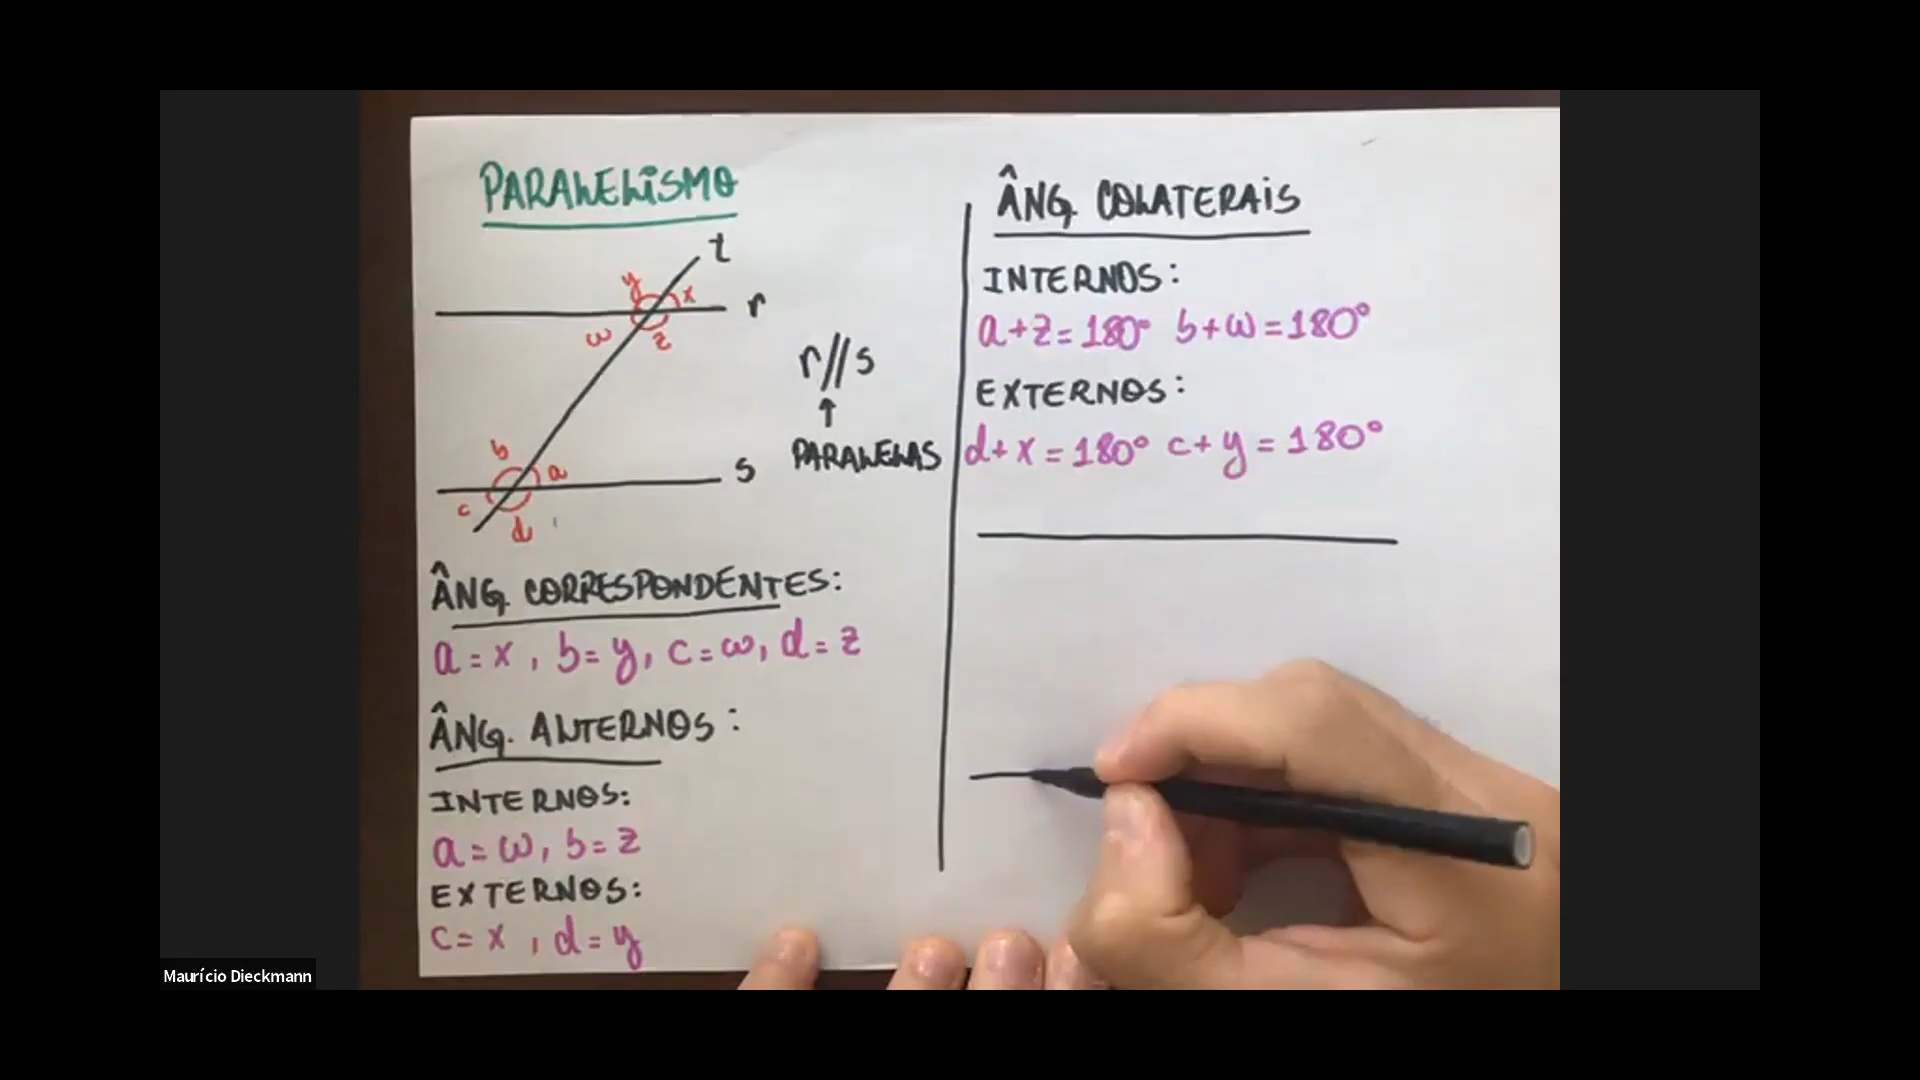 PARALELISMO
t
y x
r
w z
r//s
↑
PARALELAS
b a
s
c d
ÂNG. CORRESPONDENTES:
a = x, b = y, c = w, d = z
ÂNG. ALTERNOS:
INTERNOS:
a = w, b = z
EXTERNOS:
c = x, d = y
ÂNG. COLATERAIS
INTERNOS:
a + z = 180° b + w = 180°
EXTERNOS:
d + x = 180° c + y = 180°
Maurício Dieckmann